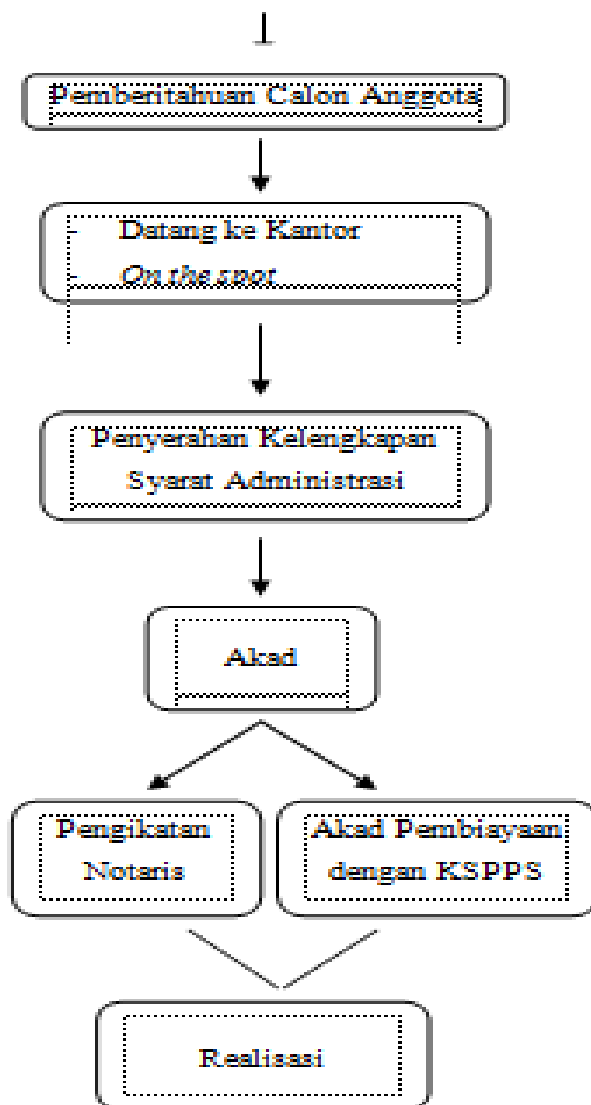 Pemberitahuan Calon Anggota
- Datang ke Kantor
- On the spot
Penyerahan Kelengkapan
Syarat Administrasi
Akad
Pengikatan
Notaris
Akad Pembiayaan
dengan KSPPS
Realisasi